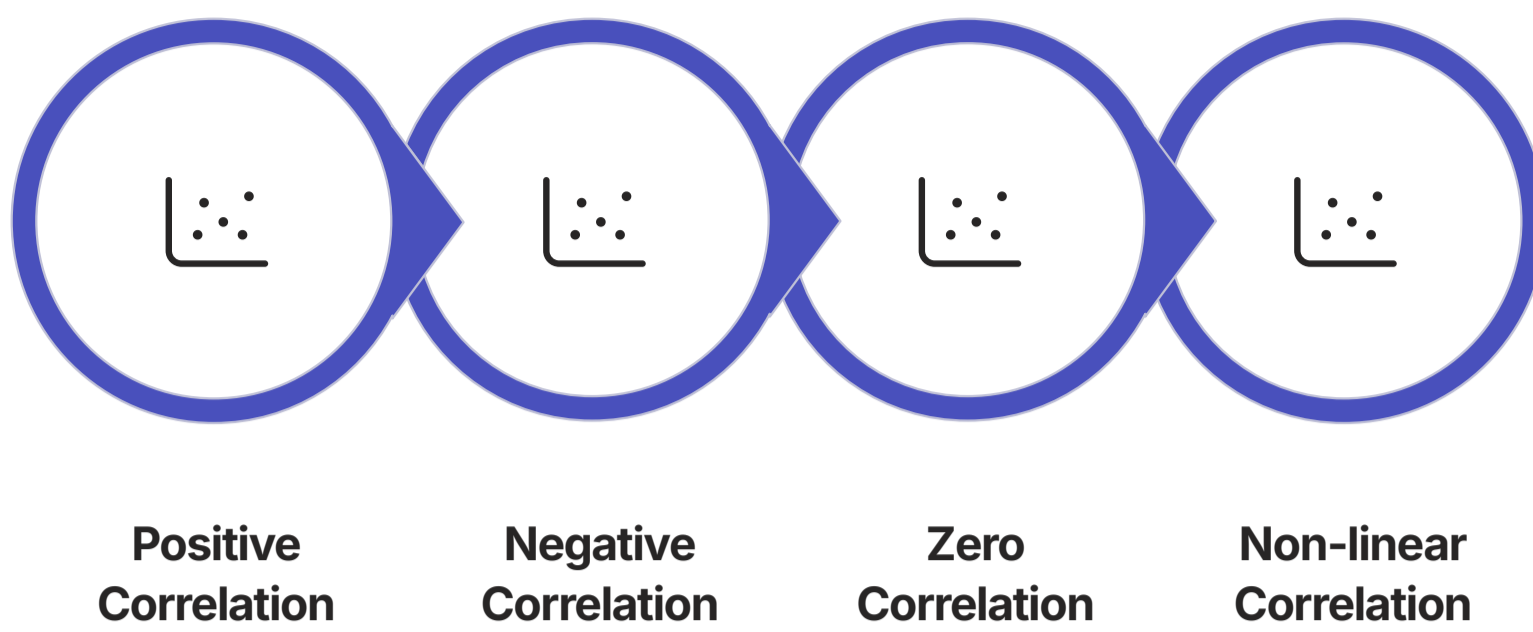 Positive
Correlation
Negative
Correlation
Zero
Correlation
Non-linear
Correlation